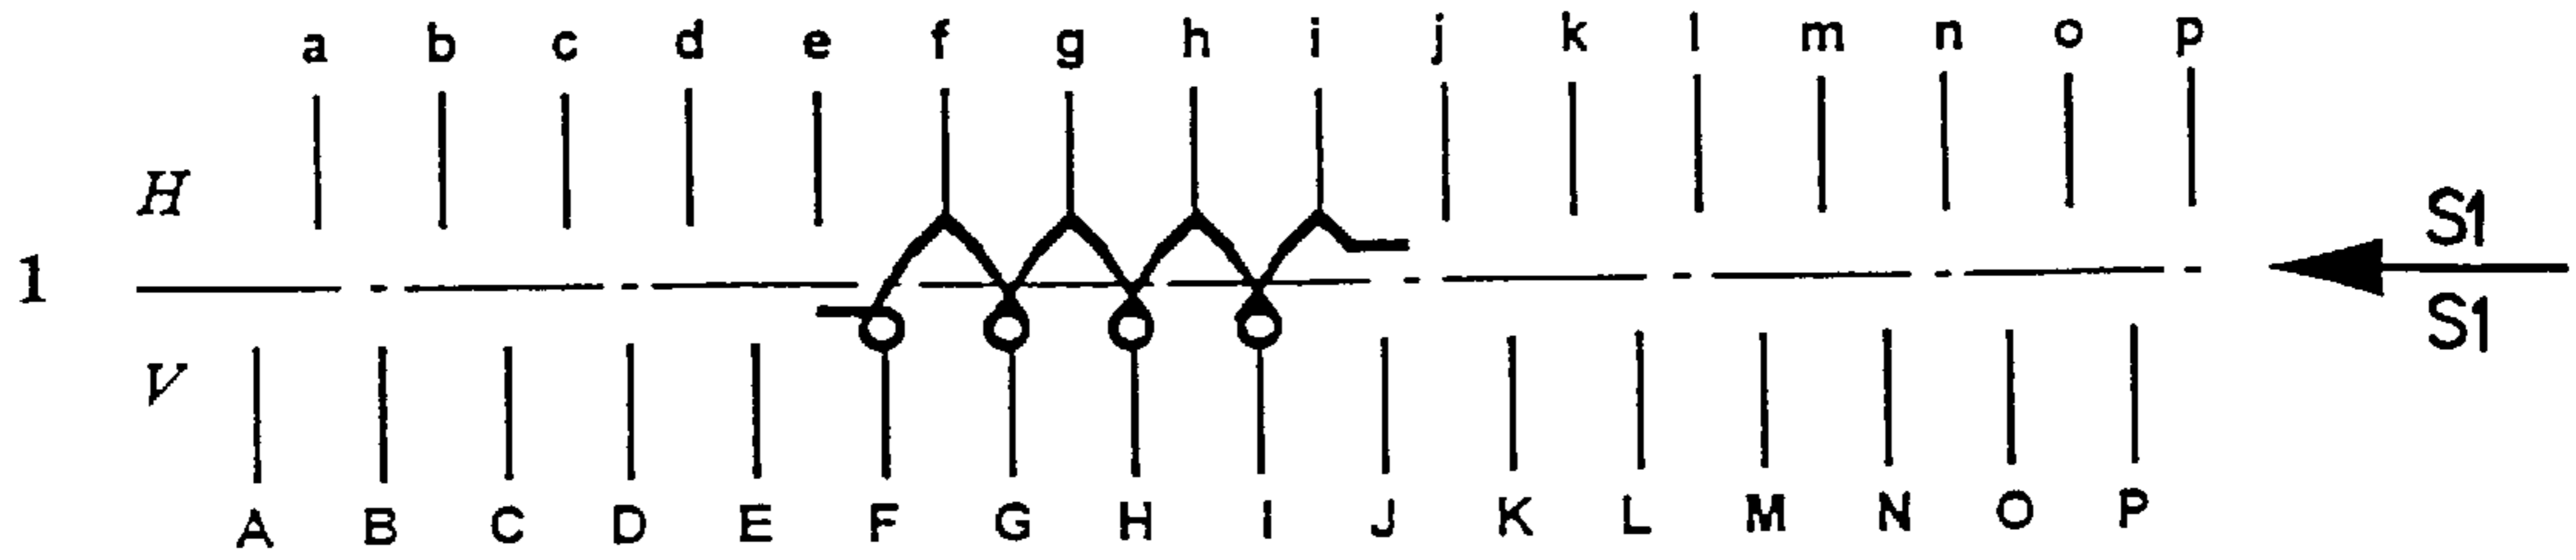 a b c d e f g h i j k l m n o p
H
S1
1
S1
V
A B C D E F G H I J K L M N O P